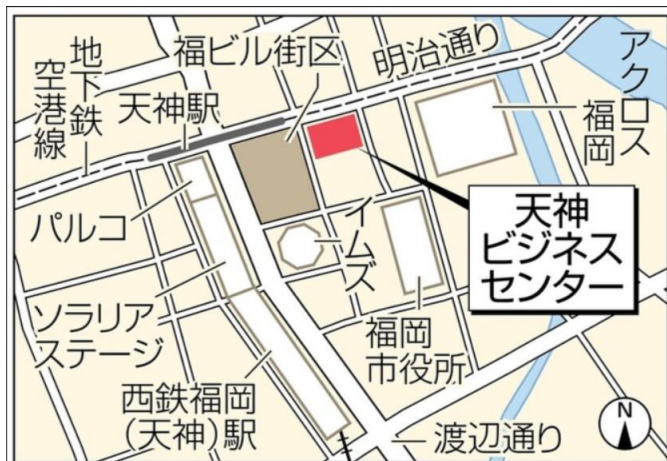 地下鉄
空港線
天神駅
福ビル街区
明治通り
アクロス
福岡
パルコ
イムズ
天神
ビジネス
センター
ソラリア
ステージ
福岡
市役所
西鉄福岡
(天神)駅
渡辺通り
N